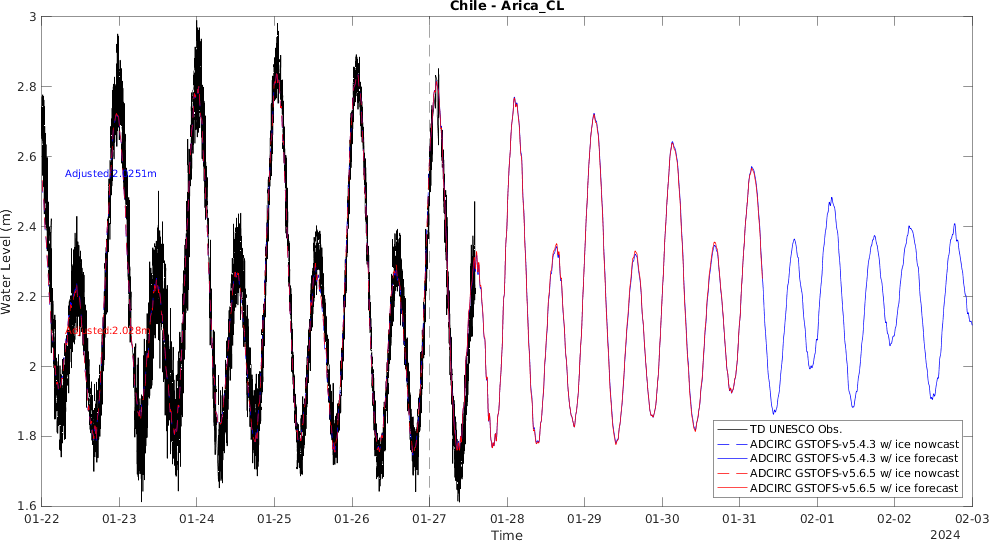 Chile - Arica_CL
3
2.8
2.6
2.4
2.2
2
1.8
1.6
Water Level (m)
Adjusted:2.0251m
Adjusted:2.028m
TD UNESCO Obs.
ADCIRC GSTOFS-v5.4.3 w/ ice nowcast
ADCIRC GSTOFS-v5.4.3 w/ ice forecast
ADCIRC GSTOFS-v5.6.5 w/ ice nowcast
ADCIRC GSTOFS-v5.6.5 w/ ice forecast
01-22 01-23 01-24 01-25 01-26 01-27 01-28 01-29 01-30 01-31 02-01 02-02 02-03
Time
2024